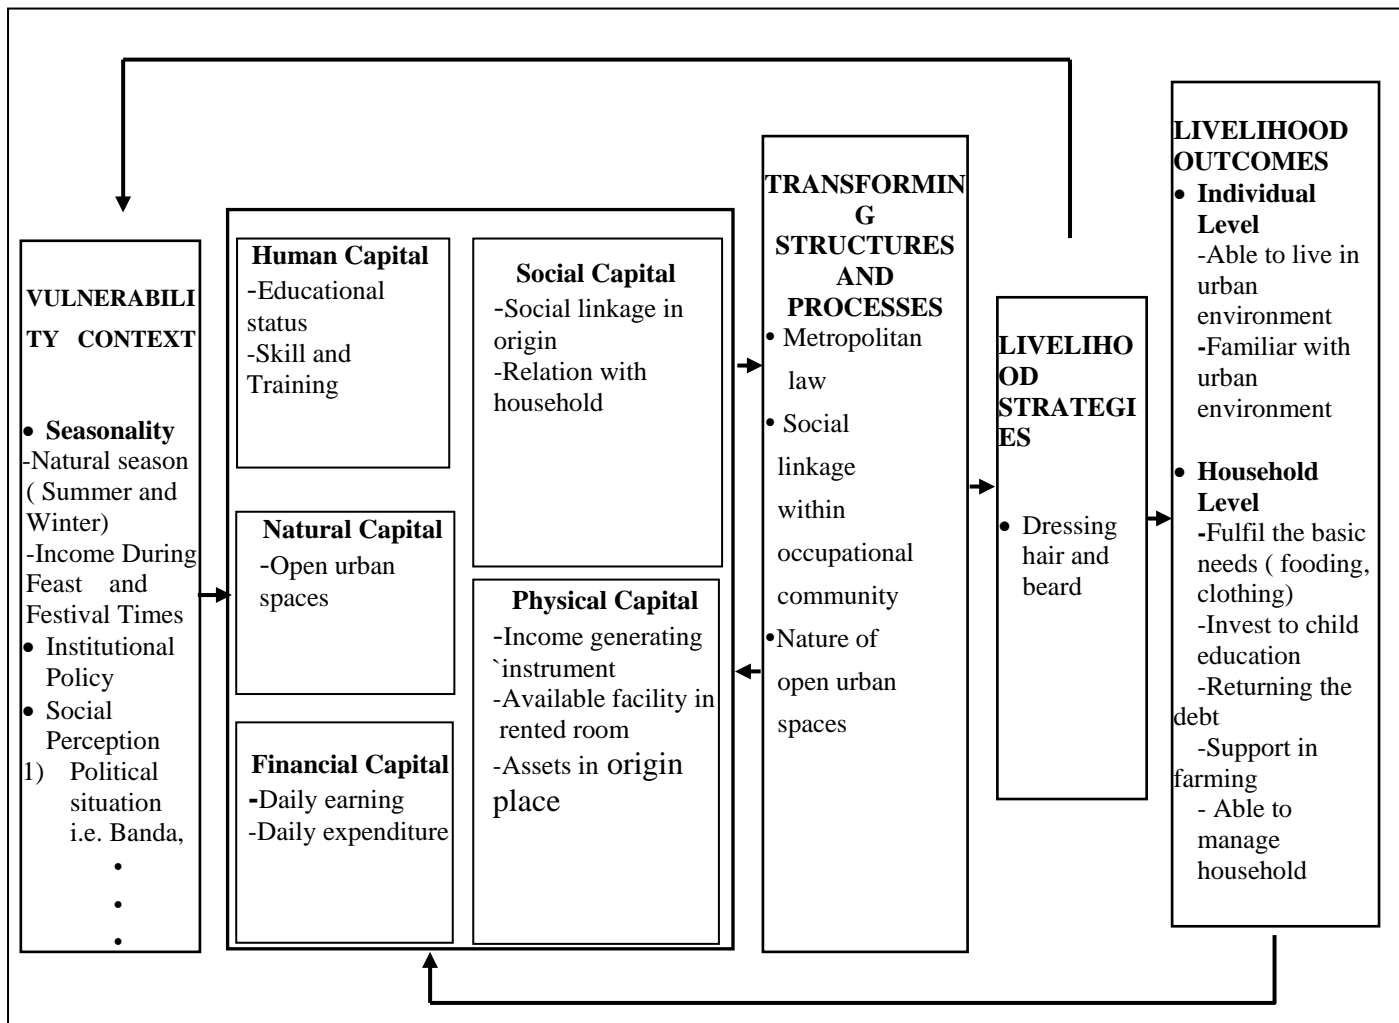 VULNERABILI
TY CONTEXT
• Seasonality
-Natural season
( Summer and
Winter)
-Income During
Feast and
Festival Times
• Institutional
Policy
• Social
Perception
1) Political
situation
i.e. Banda,
•
•
•
Human Capital
-Educational
status
-Skill and
Training
Social Capital
-Social linkage in
origin
-Relation with
household
Natural Capital
-Open urban
spaces
Physical Capital
-Income generating
`instrument
-Available facility in
rented room
-Assets in origin
place
Financial Capital
-Daily earning
-Daily expenditure
TRANSFORMIN
G
STRUCTURES
AND
PROCESSES
• Metropolitan
law
• Social
linkage
within
occupational
community
•Nature of
open urban
spaces
LIVELIHO
OD
STRATEGI
ES
• Dressing
hair and
beard
LIVELIHOOD
OUTCOMES
• Individual
Level
-Able to live in
urban
environment
-Familiar with
urban
environment
• Household
Level
-Fulfil the basic
needs ( fooding,
clothing)
-Invest to child
education
-Returning the
debt
-Support in
farming
- Able to
manage
household